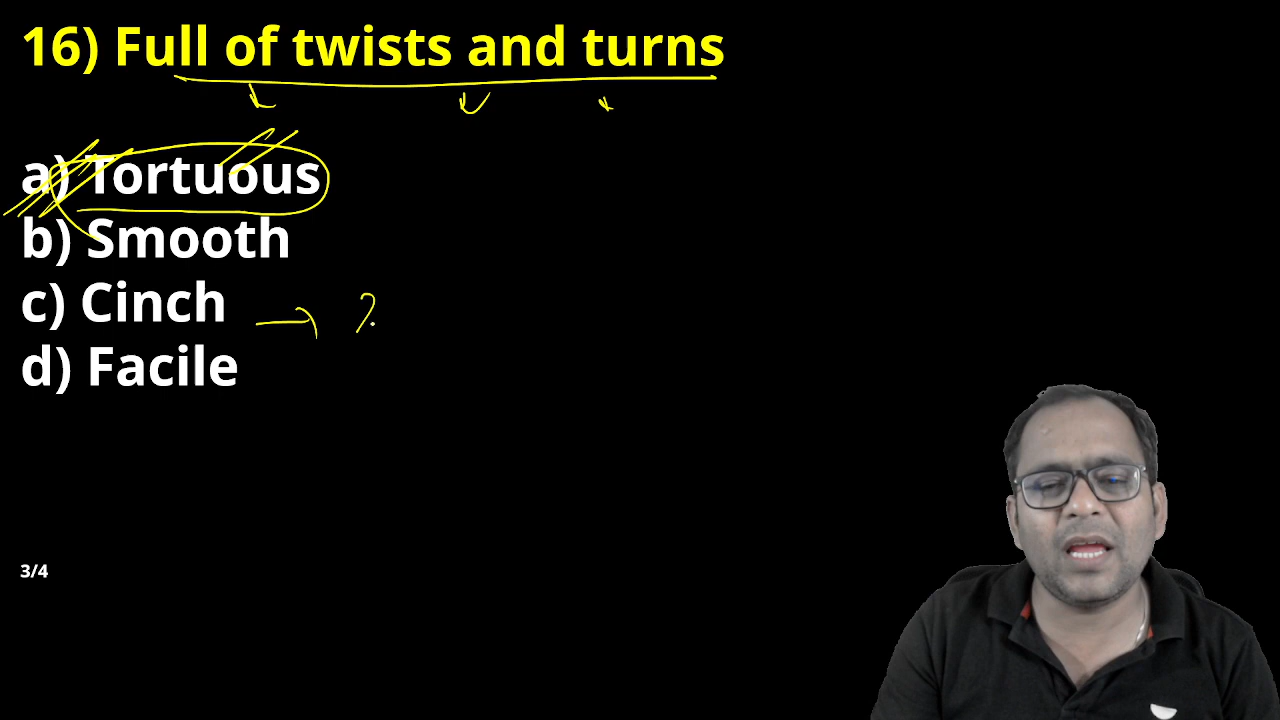 16) Full of twists and turns
a) Tortuous
b) Smooth
c) Cinch → ?
d) Facile
3/4